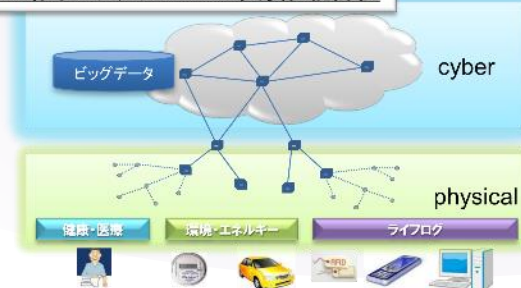 ビッグデータ
cyber
physical
健康・医療
環境・エネルギー
ライフログ
RFID